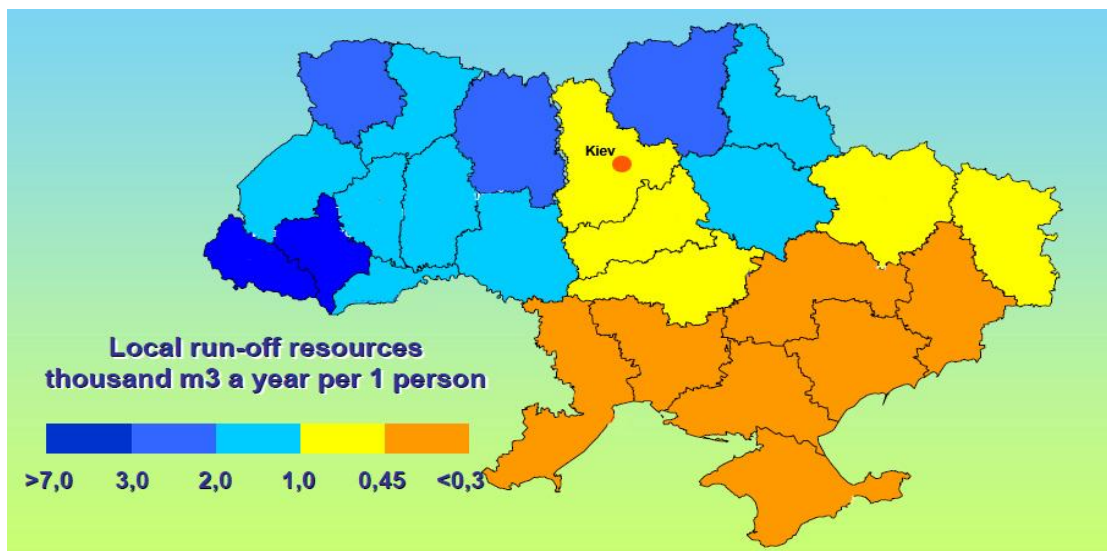 Kiev
Local run-off resources
thousand m3 a year per 1 person
>7,0 3,0 2,0 1,0 0,45 <0,3